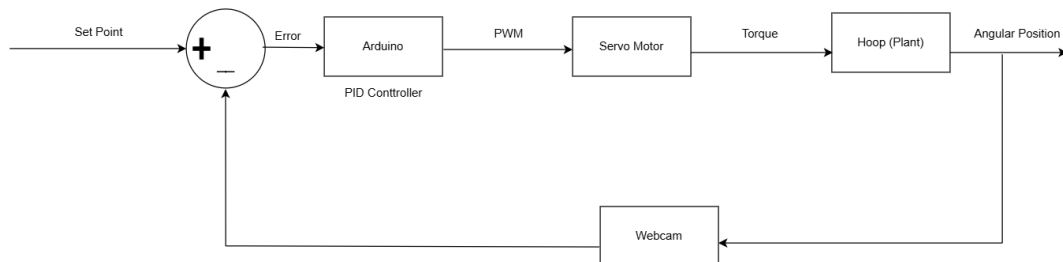 Set Point
+
−
Error
Arduino
PID Conttroller
PWM
Servo Motor
Torque
Hoop (Plant)
Angular Position
Webcam